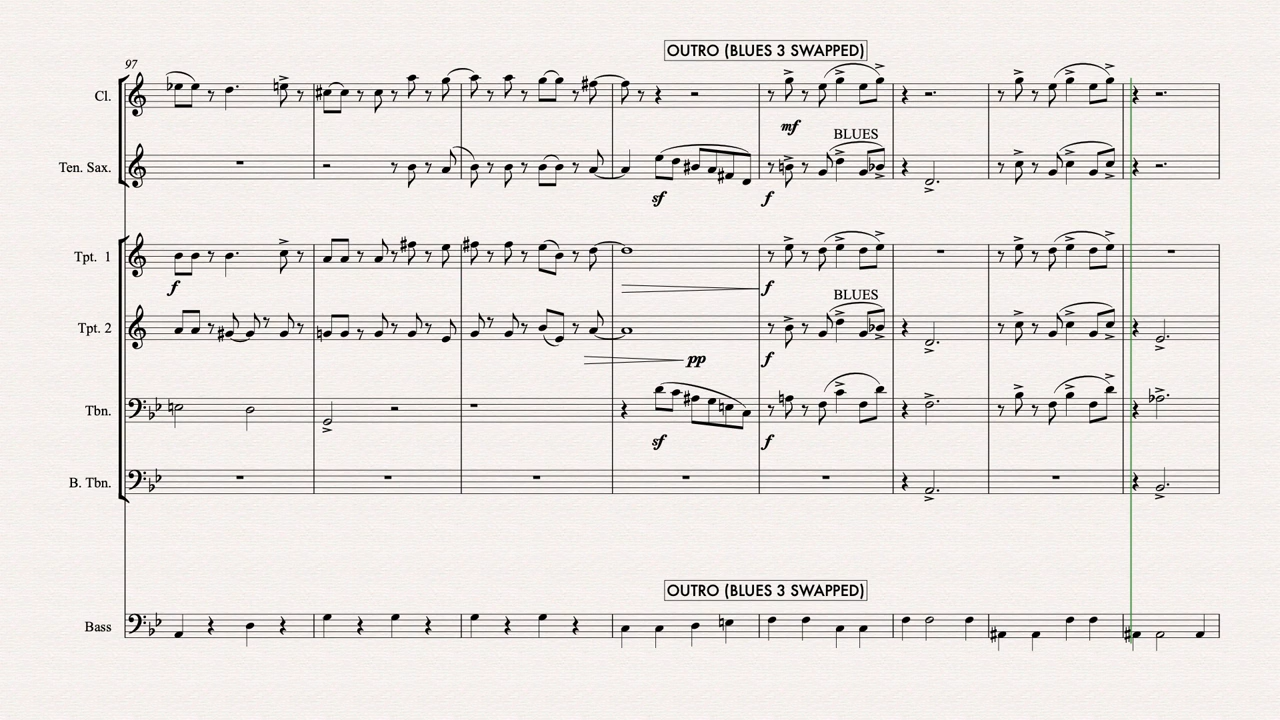 OUTRO (BLUES 3 SWAPPED)
97
Cl.
mf
BLUES
Ten. Sax.
sf
f
Tpt. 1
f
f
BLUES
Tpt. 2
pp
f
Tbn.
sf
f
B. Tbn.
OUTRO (BLUES 3 SWAPPED)
Bass